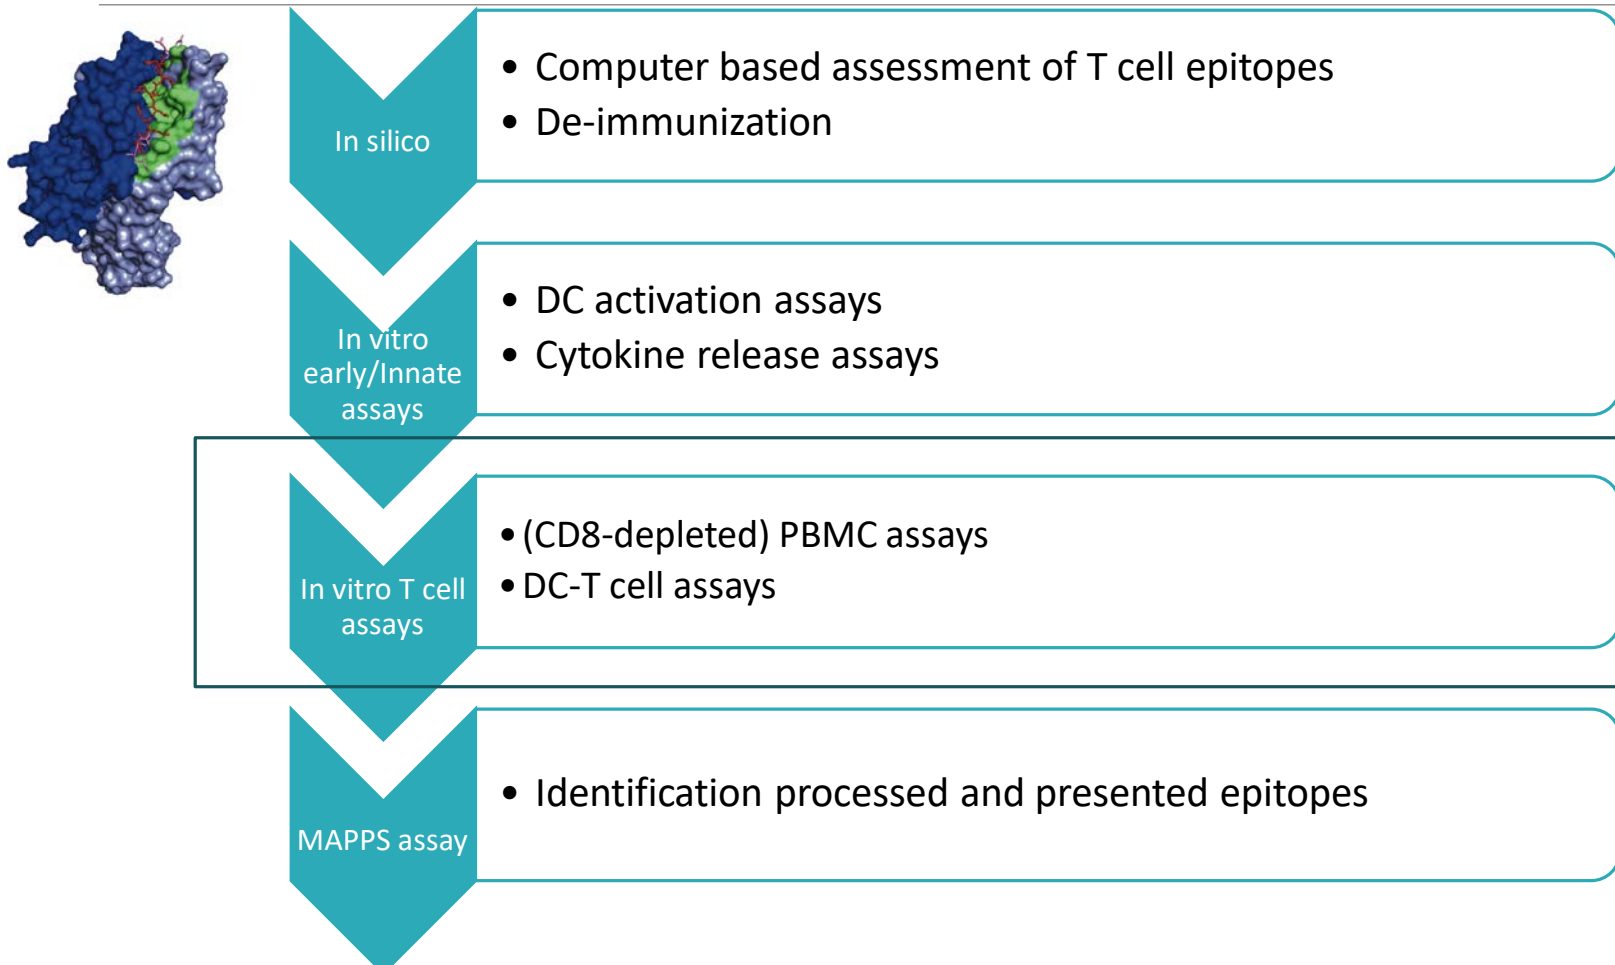 In silico
• Computer based assessment of T cell epitopes
• De-immunization
In vitro
early/Innate
assays
• DC activation assays
• Cytokine release assays
In vitro T cell
assays
• (CD8-depleted) PBMC assays
• DC-T cell assays
MAPPS assay
• Identification processed and presented epitopes